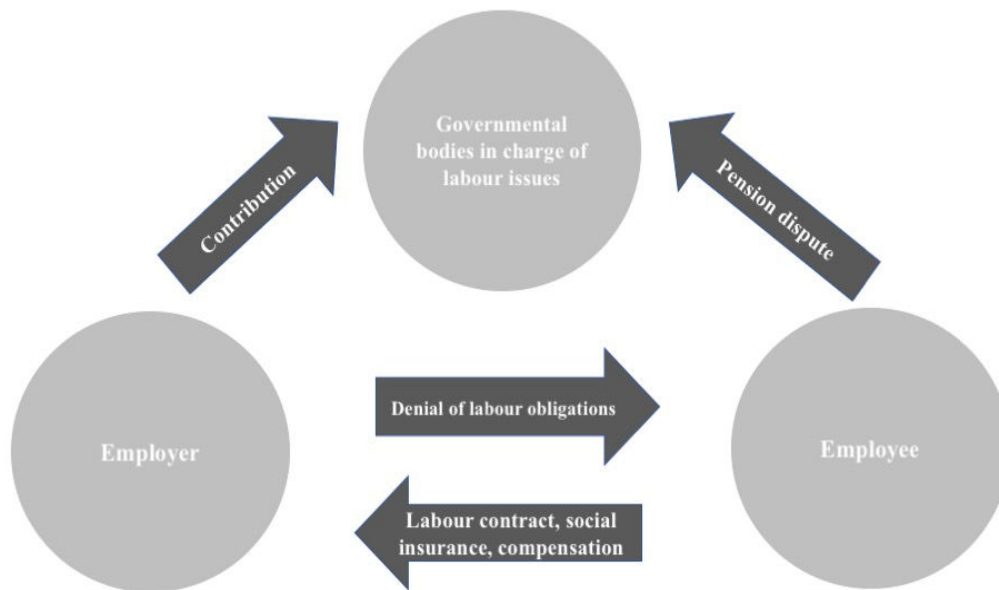 Governmental
bodies in charge of
labour issues
Contribution
Pension dispute
Denial of labour obligations
Employer
Employee
Labour contract, social
insurance, compensation